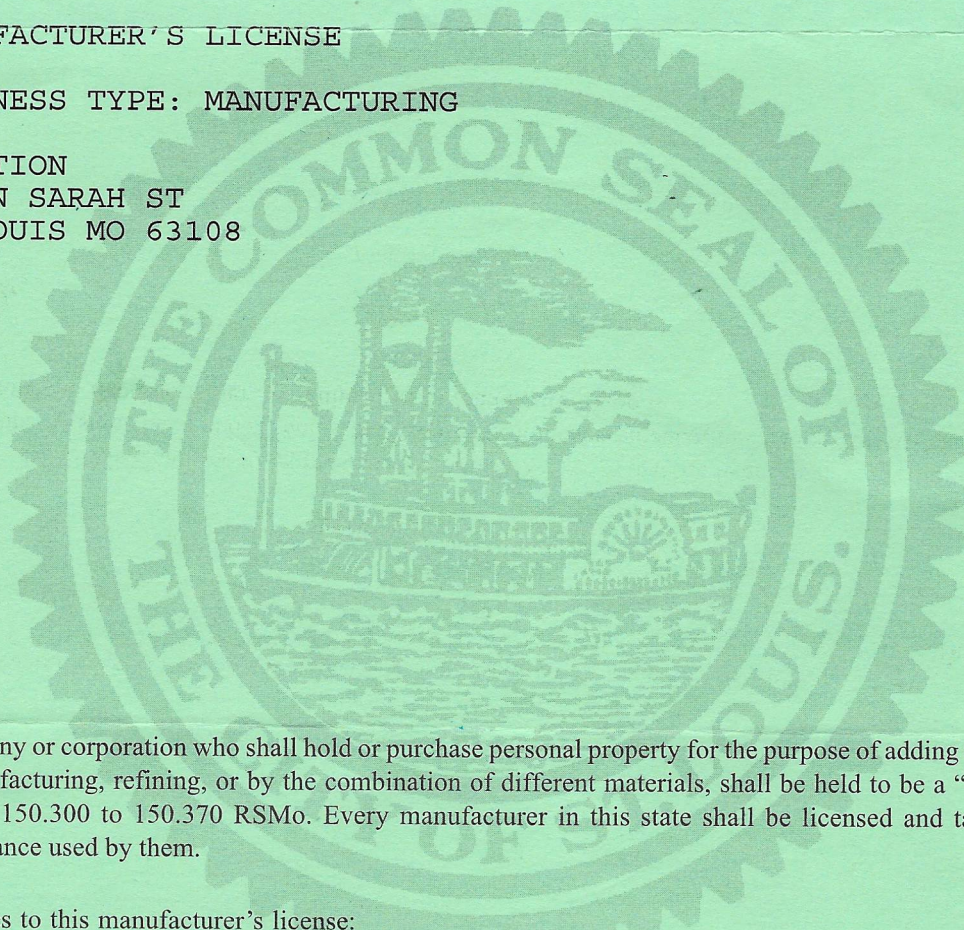 FACTURER'S LICENSE
NESS TYPE: MANUFACTURING
TION
N SARAH ST
OUIS MO 63108
THE COMMON SEAL OF
THE CITY OF ST. LOUIS.
ny or corporation who shall hold or purchase personal property for the purpose of adding
facturing, refining, or by the combination of different materials, shall be held to be a “
150.300 to 150.370 RSMo. Every manufacturer in this state shall be licensed and ta
ance used by them.
s to this manufacturer’s license: